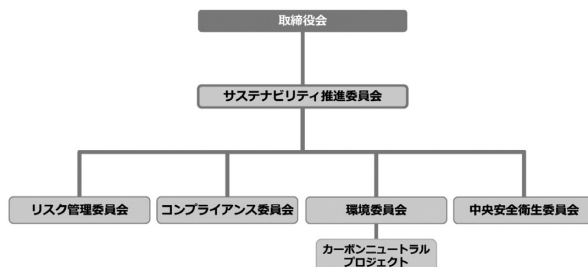 取締役会
サステナビリティ推進委員会
リスク管理委員会
コンプライアンス委員会
環境委員会
中央安全衛生委員会
カーボンニュートラル
プロジェクト